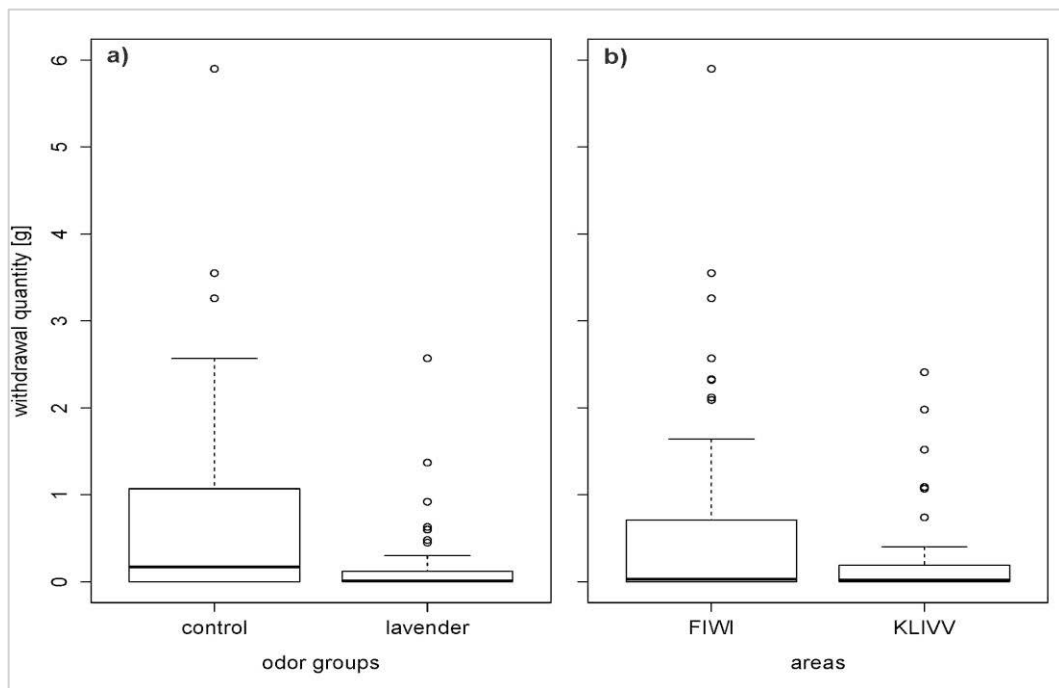 a)
b)
withdrawal quantity [g]
6
5
4
3
2
1
0
control
lavender
FIWI
KLIVV
odor groups
areas